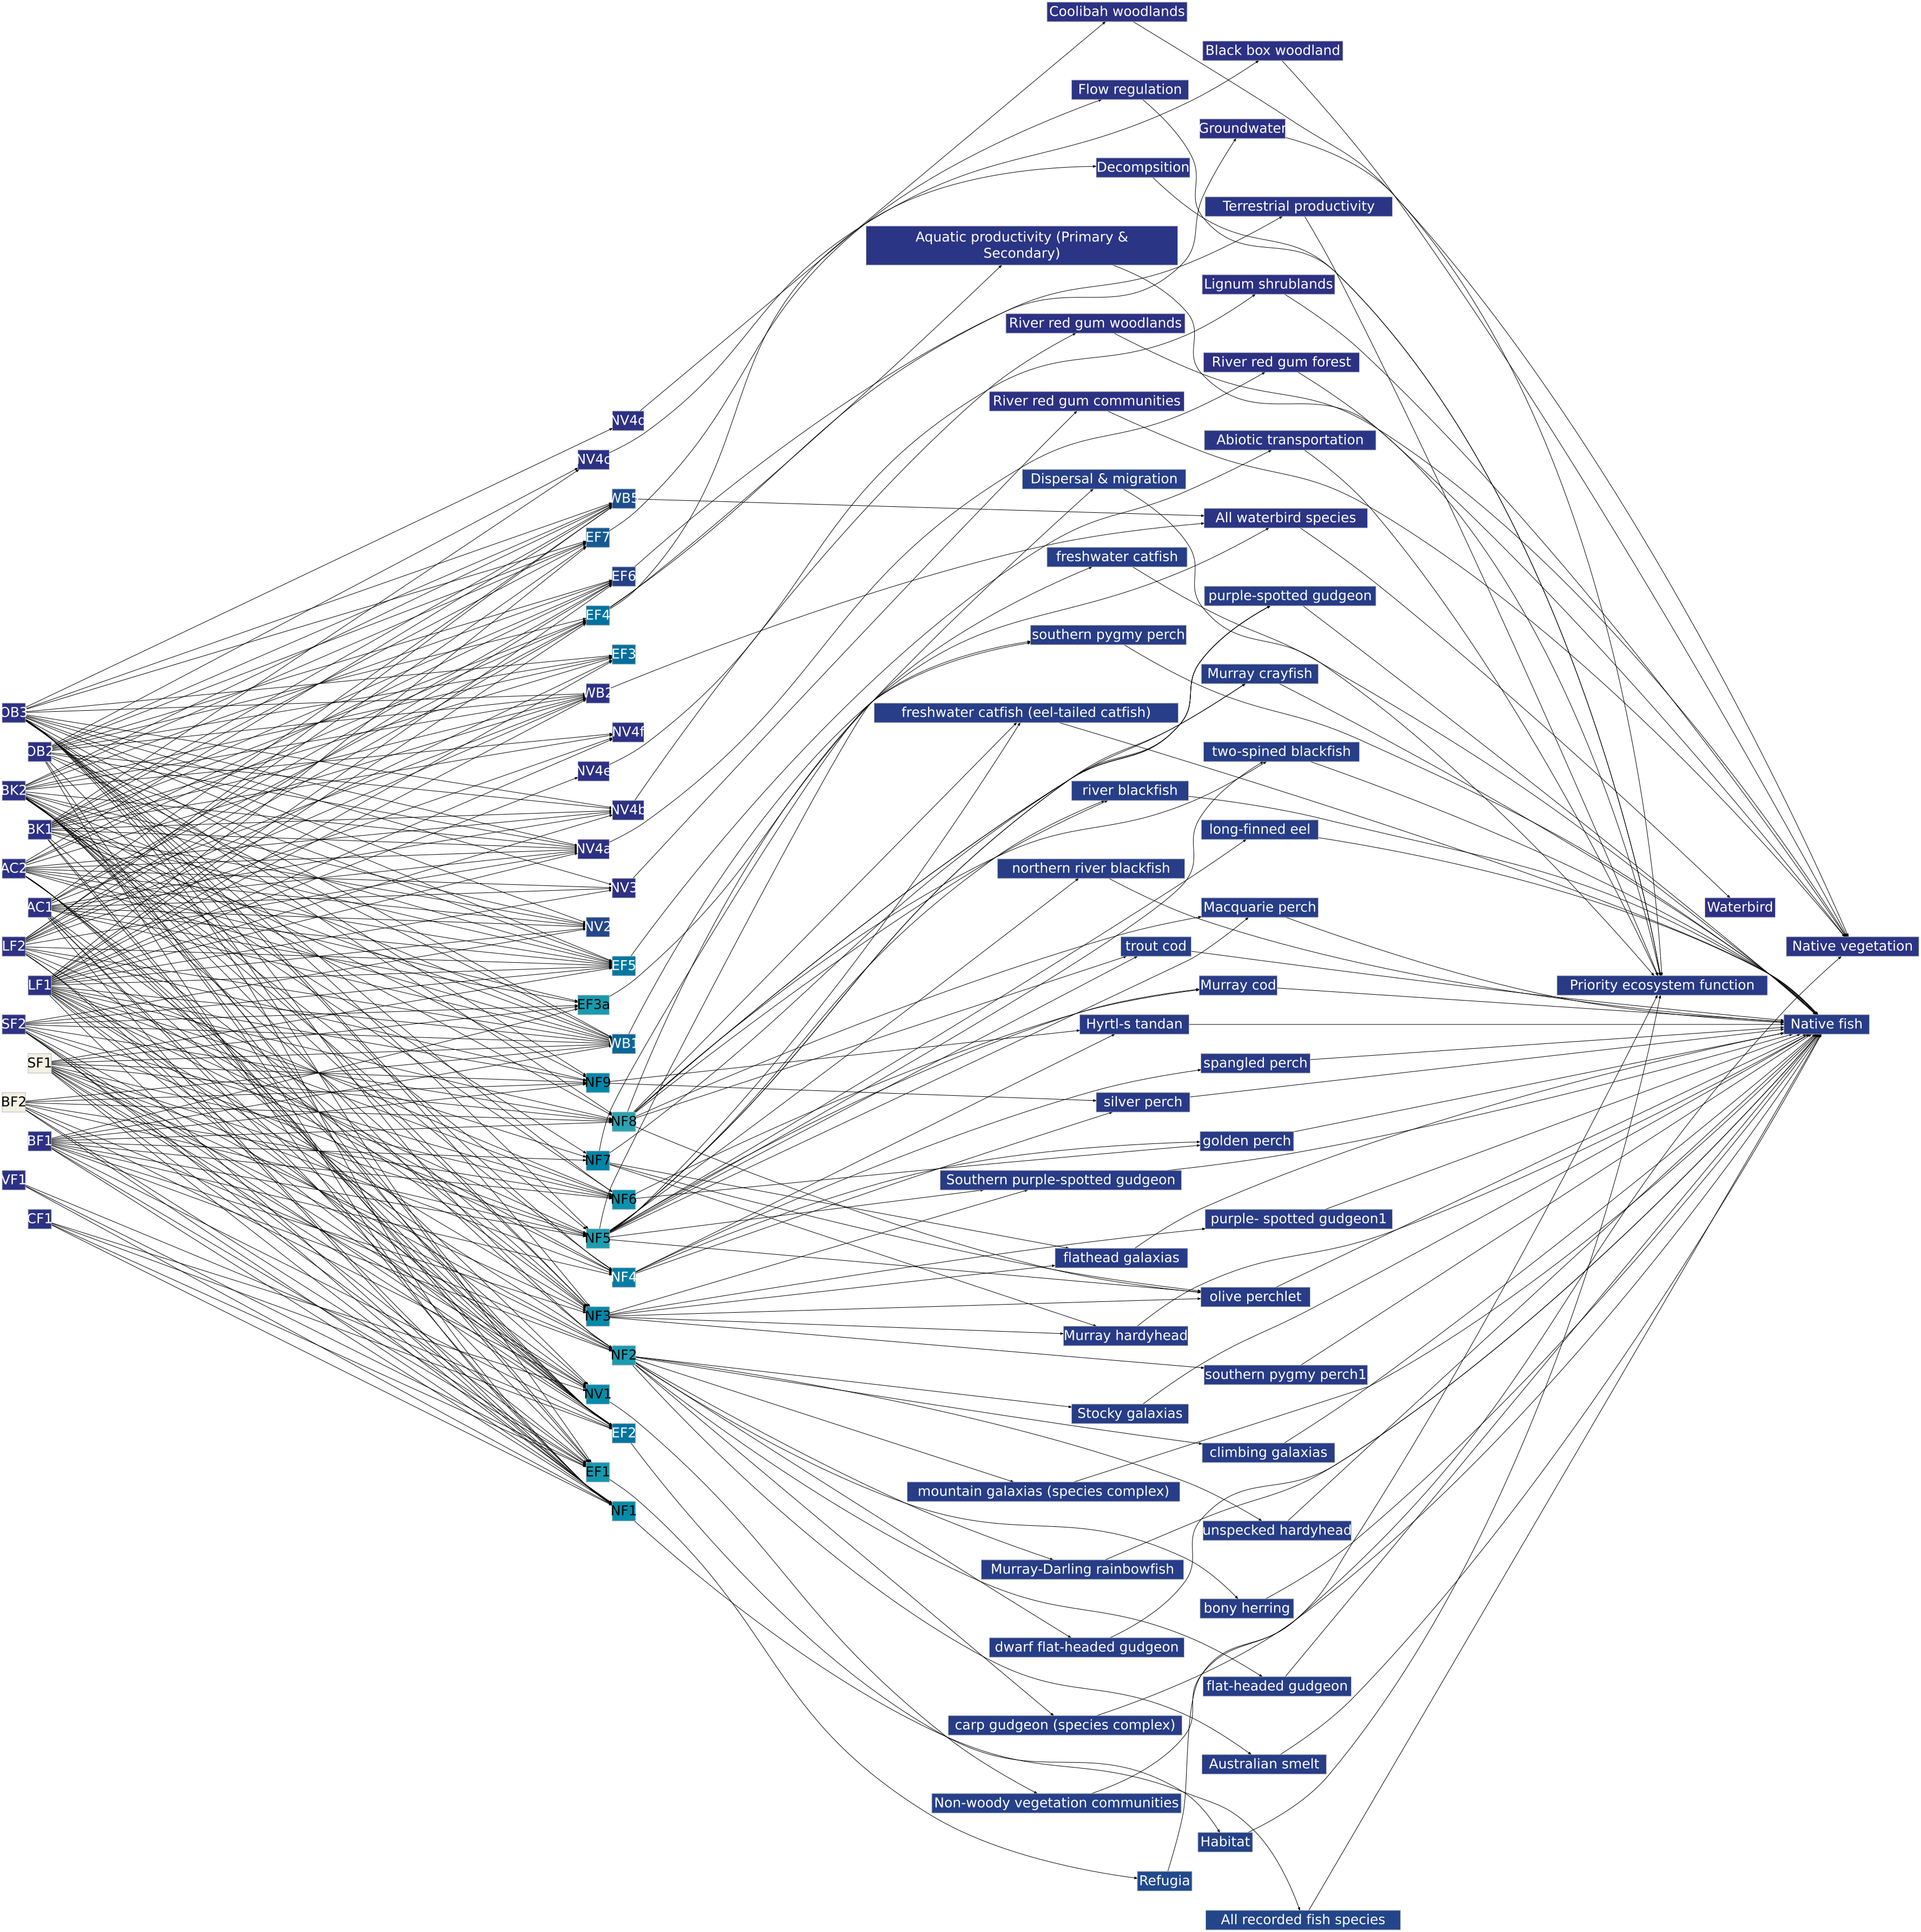 OB3
OB2
BK2
BK1
AC2
AC1
LF2
LF1
SF2
SF1
BF2
BF1
VF1
CF1
NV4d
NV4c
WB5
EF7
EF6
EF4
EF3
WB2
NV4f
NV4e
NV4b
NV4a
NV3
NV2
EF5
EF3a
WB1
NF9
NF8
NF7
NF6
NF5
NF4
NF3
NF2
NV1
EF2
EF1
NF1
Coolibah woodlands
Black box woodland
Flow regulation
Groundwater
Decompsition
Terrestrial productivity
Aquatic productivity (Primary &
Secondary)
Lignum shrublands
River red gum woodlands
River red gum forest
River red gum communities
Abiotic transportation
Dispersal & migration
All waterbird species
freshwater catfish
purple-spotted gudgeon
southern pygmy perch
Murray crayfish
freshwater catfish (eel-tailed catfish)
two-spined blackfish
river blackfish
long-finned eel
northern river blackfish
Macquarie perch
trout cod
Murray cod
Hyrtl-s tandan
spangled perch
silver perch
golden perch
Southern purple-spotted gudgeon
purple- spotted gudgeon1
flathead galaxias
olive perchlet
Murray hardyhead
southern pygmy perch1
Stocky galaxias
climbing galaxias
mountain galaxias (species complex)
unspecked hardyhead
Murray-Darling rainbowfish
bony herring
dwarf flat-headed gudgeon
flat-headed gudgeon
carp gudgeon (species complex)
Australian smelt
Non-woody vegetation communities
Habitat
Refugia
All recorded fish species
Waterbird
Native vegetation
Priority ecosystem function
Native fish